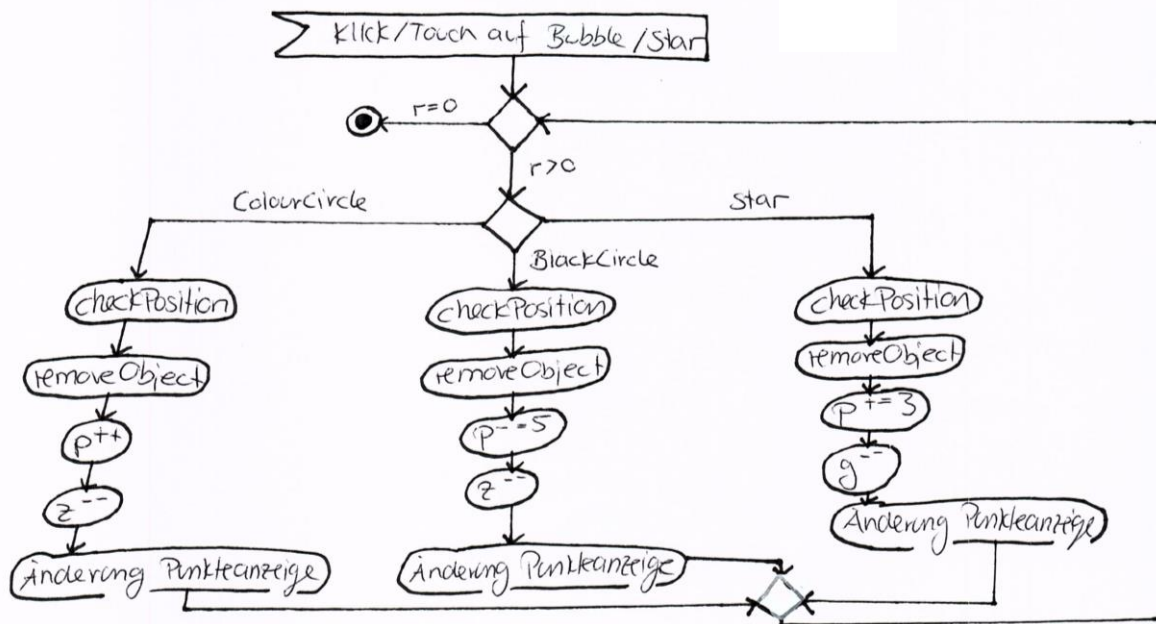 Klick/Touch auf Bubble/Star
r=0
r>0
ColourCircle
Star
BlackCircle
checkPosition
checkPosition
checkPosition
removeObject
removeObject
removeObject
p++
p-=5
p+=3
z--
z--
g--
Änderung Punkteanzeige
Änderung Punkteanzeige
Änderung Punkteanzeige